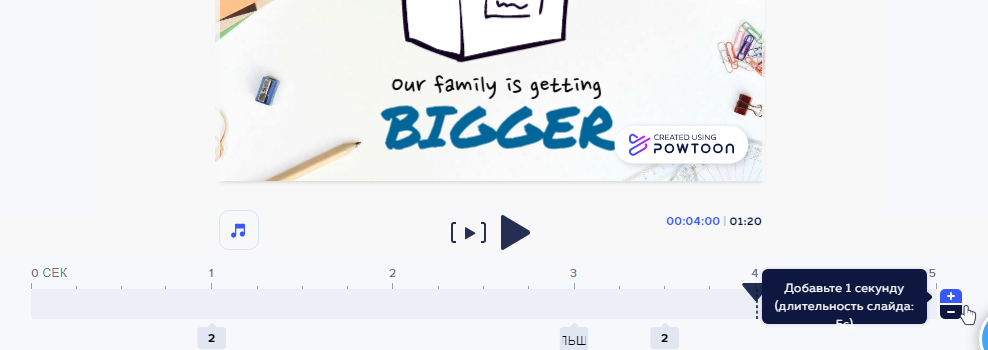 Our family is getting
BIGGER
CREATED USING
POWTOON
00:04:00 | 01:20
0 СЕК 1 2 3 4 5
Добавьте 1 секунду
(длительность слайда:
5с)
2 2